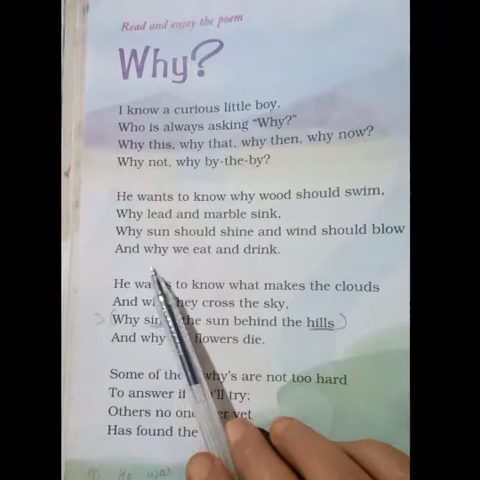 Read and enjoy the poem
Why?
I know a curious little boy,
Who is always asking "Why?"
Why this, why that, why then, why now?
Why not, why by-the-by?
He wants to know why wood should swim,
Why lead and marble sink,
Why sun should shine and wind should blow
And why we eat and drink.
He to know what makes the clouds
And cross the sky,
Why the sun behind the hills
And why flowers die.
Some of why's are not too hard
To answer try;
Others no one yet
Has found the
He